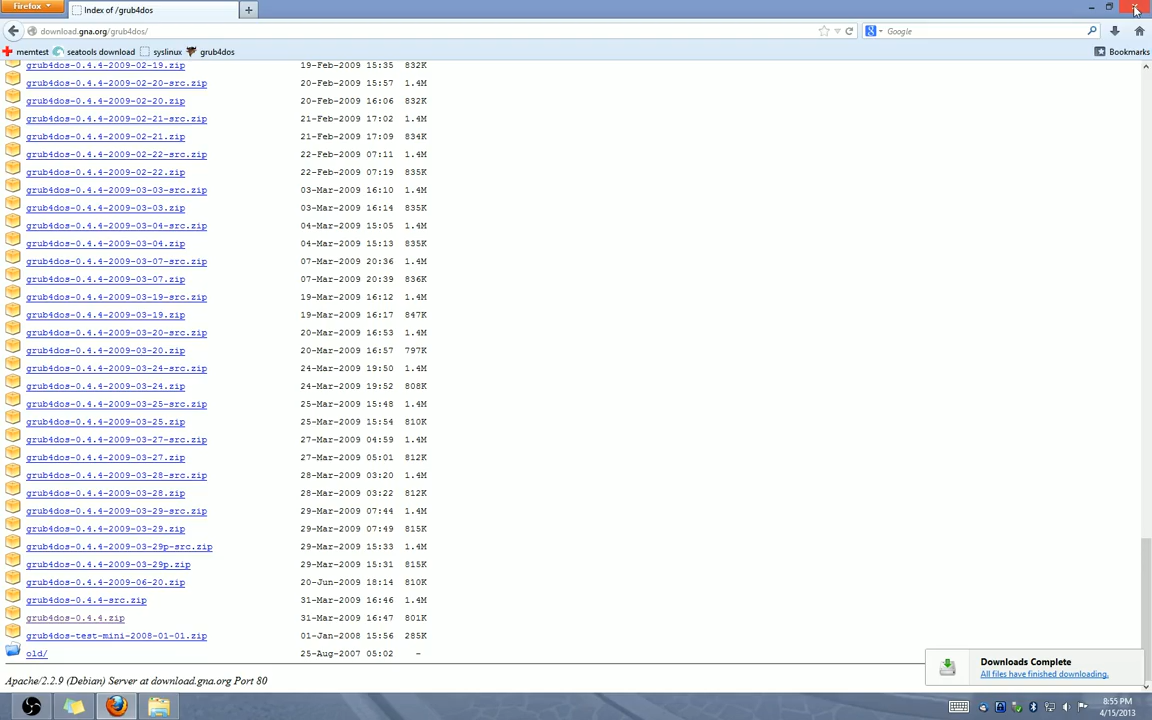 Firefox
Index of /grub4dos
download.gna.org/grub4dos/
Google
memtest
seatools download
syslinux
grub4dos
Bookmarks
grub4dos-0.4.4-2009-02-19.zip 19-Feb-2009 15:35 832K
grub4dos-0.4.4-2009-02-20-src.zip 20-Feb-2009 15:57 1.4M
grub4dos-0.4.4-2009-02-20.zip 20-Feb-2009 16:06 832K
grub4dos-0.4.4-2009-02-21-src.zip 21-Feb-2009 17:02 1.4M
grub4dos-0.4.4-2009-02-21.zip 21-Feb-2009 17:09 834K
grub4dos-0.4.4-2009-02-22-src.zip 22-Feb-2009 07:11 1.4M
grub4dos-0.4.4-2009-02-22.zip 22-Feb-2009 07:19 835K
grub4dos-0.4.4-2009-03-03-src.zip 03-Mar-2009 16:10 1.4M
grub4dos-0.4.4-2009-03-03.zip 03-Mar-2009 16:14 835K
grub4dos-0.4.4-2009-03-04-src.zip 04-Mar-2009 15:05 1.4M
grub4dos-0.4.4-2009-03-04.zip 04-Mar-2009 15:13 835K
grub4dos-0.4.4-2009-03-07-src.zip 07-Mar-2009 20:36 1.4M
grub4dos-0.4.4-2009-03-07.zip 07-Mar-2009 20:39 836K
grub4dos-0.4.4-2009-03-19-src.zip 19-Mar-2009 16:12 1.4M
grub4dos-0.4.4-2009-03-19.zip 19-Mar-2009 16:17 847K
grub4dos-0.4.4-2009-03-20-src.zip 20-Mar-2009 16:53 1.4M
grub4dos-0.4.4-2009-03-20.zip 20-Mar-2009 16:57 797K
grub4dos-0.4.4-2009-03-24-src.zip 24-Mar-2009 19:50 1.4M
grub4dos-0.4.4-2009-03-24.zip 24-Mar-2009 19:52 808K
grub4dos-0.4.4-2009-03-25-src.zip 25-Mar-2009 15:48 1.4M
grub4dos-0.4.4-2009-03-25.zip 25-Mar-2009 15:54 810K
grub4dos-0.4.4-2009-03-27-src.zip 27-Mar-2009 04:59 1.4M
grub4dos-0.4.4-2009-03-27.zip 27-Mar-2009 05:01 812K
grub4dos-0.4.4-2009-03-28-src.zip 28-Mar-2009 03:20 1.4M
grub4dos-0.4.4-2009-03-28.zip 28-Mar-2009 03:22 812K
grub4dos-0.4.4-2009-03-29-src.zip 29-Mar-2009 07:44 1.4M
grub4dos-0.4.4-2009-03-29.zip 29-Mar-2009 07:49 815K
grub4dos-0.4.4-2009-03-29p-src.zip 29-Mar-2009 15:33 1.4M
grub4dos-0.4.4-2009-03-29p.zip 29-Mar-2009 15:31 815K
grub4dos-0.4.4-2009-06-20.zip 20-Jun-2009 18:14 810K
grub4dos-0.4.4-src.zip 31-Mar-2009 16:46 1.4M
grub4dos-0.4.4.zip 31-Mar-2009 16:47 801K
grub4dos-test-mini-2008-01-01.zip 01-Jan-2008 15:56 285K
old/ 25-Aug-2007 05:02 -
Apache/2.2.9 (Debian) Server at download.gna.org Port 80
Downloads Complete
All files have finished downloading.
8:55 PM
4/15/2013